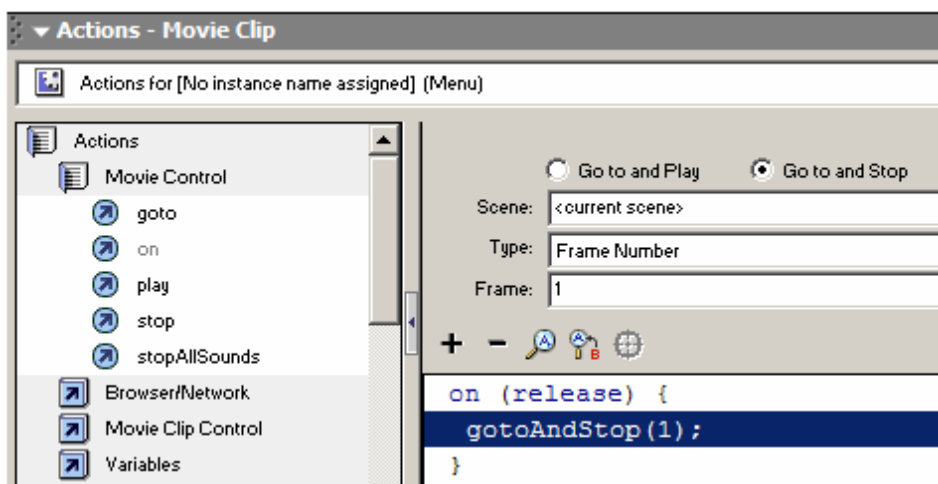 Actions - Movie Clip
Actions for [No instance name assigned] (Menu)
Actions
Movie Control
goto
on
play
stop
stopAllSounds
Browser/Network
Movie Clip Control
Variables
Go to and Play Go to and Stop
Scene: <current scene>
Type: Frame Number
Frame: 1
on (release) {
gotoAndStop(1);
}